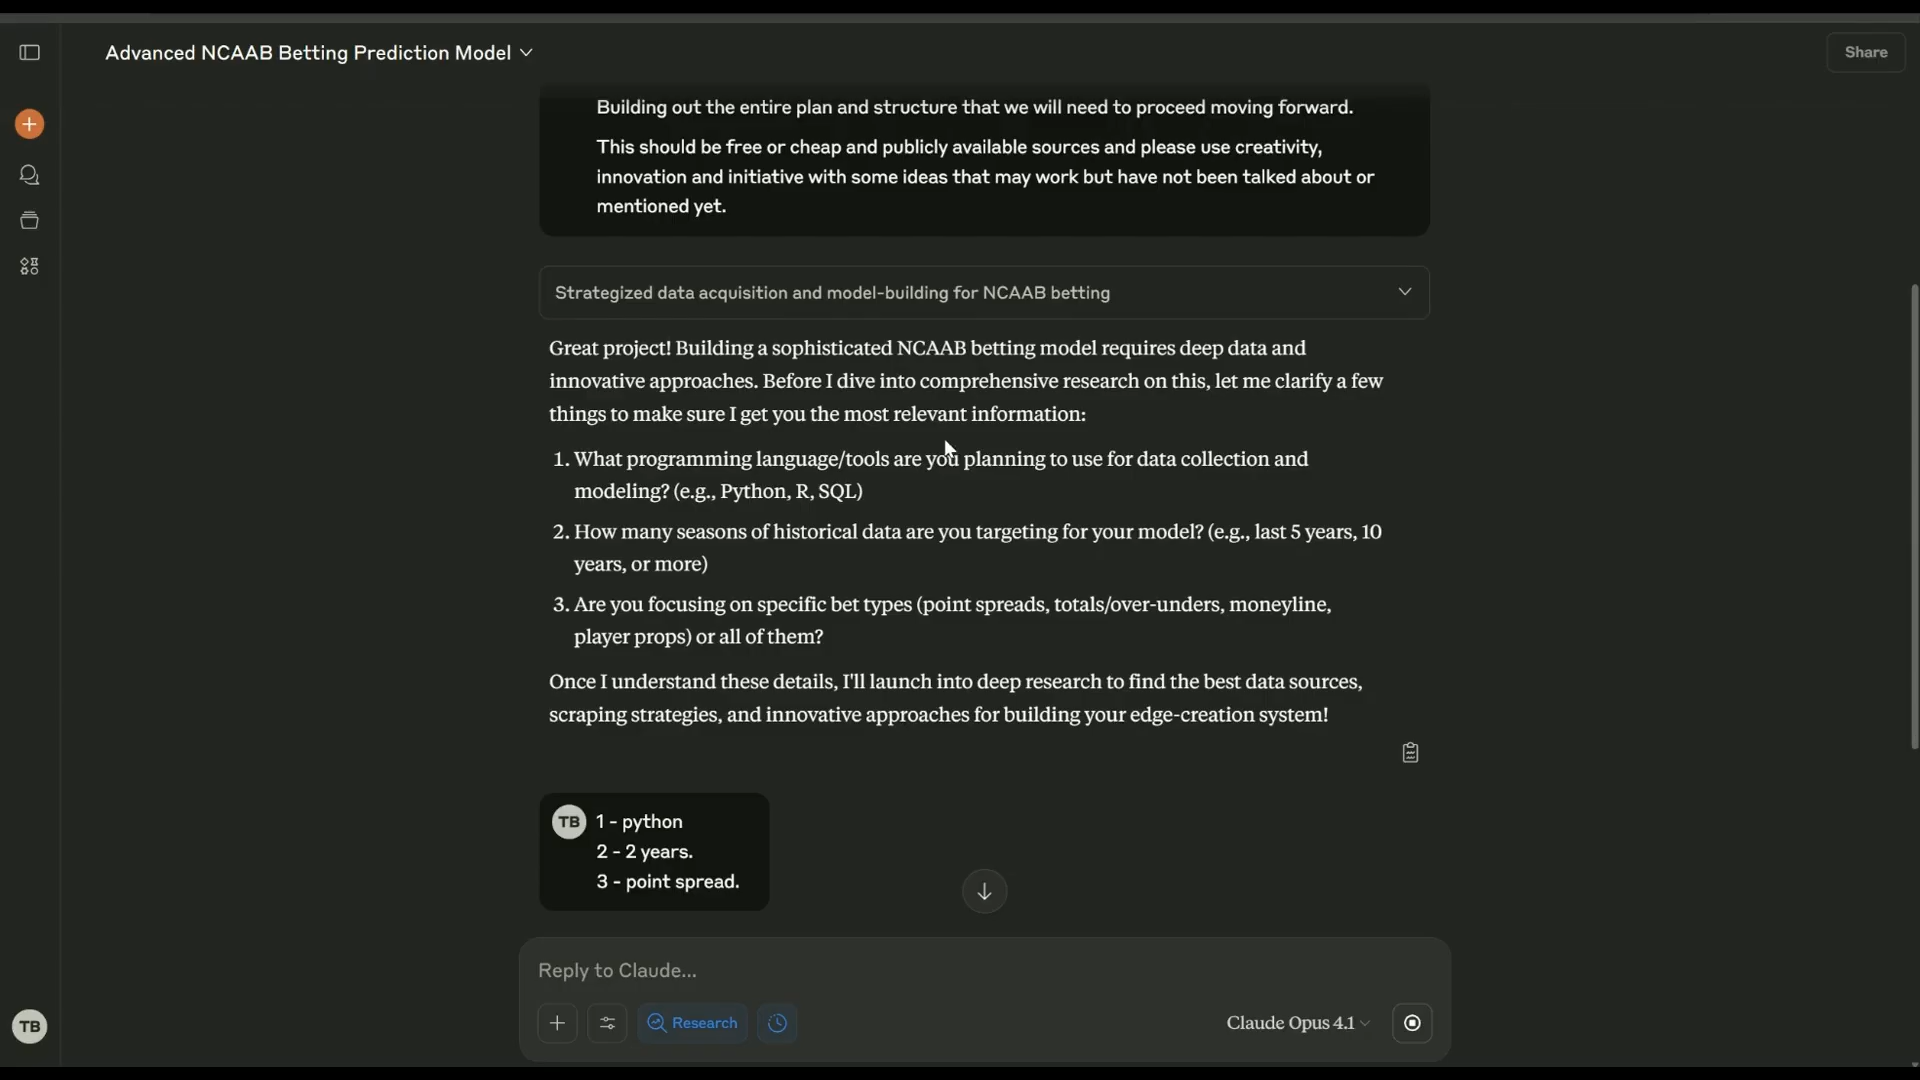 Advanced NCAAB Betting Prediction Model
Share
Building out the entire plan and structure that we will need to proceed moving forward.
This should be free or cheap and publicly available sources and please use creativity,
innovation and initiative with some ideas that may work but have not been talked about or
mentioned yet.
Strategized data acquisition and model-building for NCAAB betting
Great project! Building a sophisticated NCAAB betting model requires deep data and
innovative approaches. Before I dive into comprehensive research on this, let me clarify a few
things to make sure I get you the most relevant information:
1. What programming language/tools are you planning to use for data collection and
modeling? (e.g., Python, R, SQL)
2. How many seasons of historical data are you targeting for your model? (e.g., last 5 years, 10
years, or more)
3. Are you focusing on specific bet types (point spreads, totals/over-unders, moneyline,
player props) or all of them?
Once I understand these details, I'll launch into deep research to find the best data sources,
scraping strategies, and innovative approaches for building your edge-creation system!
TB
1 - python
2 - 2 years.
3 - point spread.
Reply to Claude...
Research
Claude Opus 4.1
TB